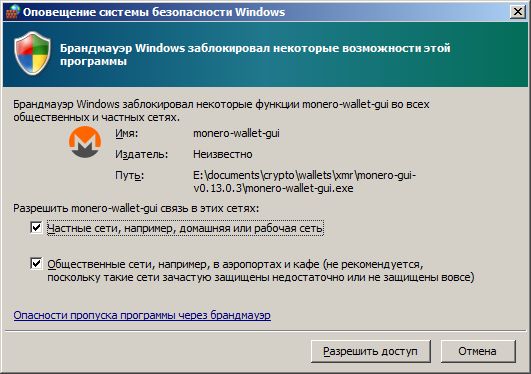 Оповещение системы безопасности Windows
Брандмауэр Windows заблокировал некоторые возможности этой
программы
Брандмауэр Windows заблокировал некоторые функции monero-wallet-gui во всех
общественных и частных сетях.
Имя: monero-wallet-gui
Издатель: Неизвестно
Путь: E:\documents\crypto\wallets\xmr\monero-gui-
v0.13.0.3\monero-wallet-gui.exe
Разрешить monero-wallet-gui связь в этих сетях:
Частные сети, например, домашняя или рабочая сеть
Общественные сети, например, в аэропортах и кафе (не рекомендуется,
поскольку такие сети зачастую защищены недостаточно или не защищены вовсе)
Опасности пропуска программы через брандмауэр
Разрешить доступ
Отмена